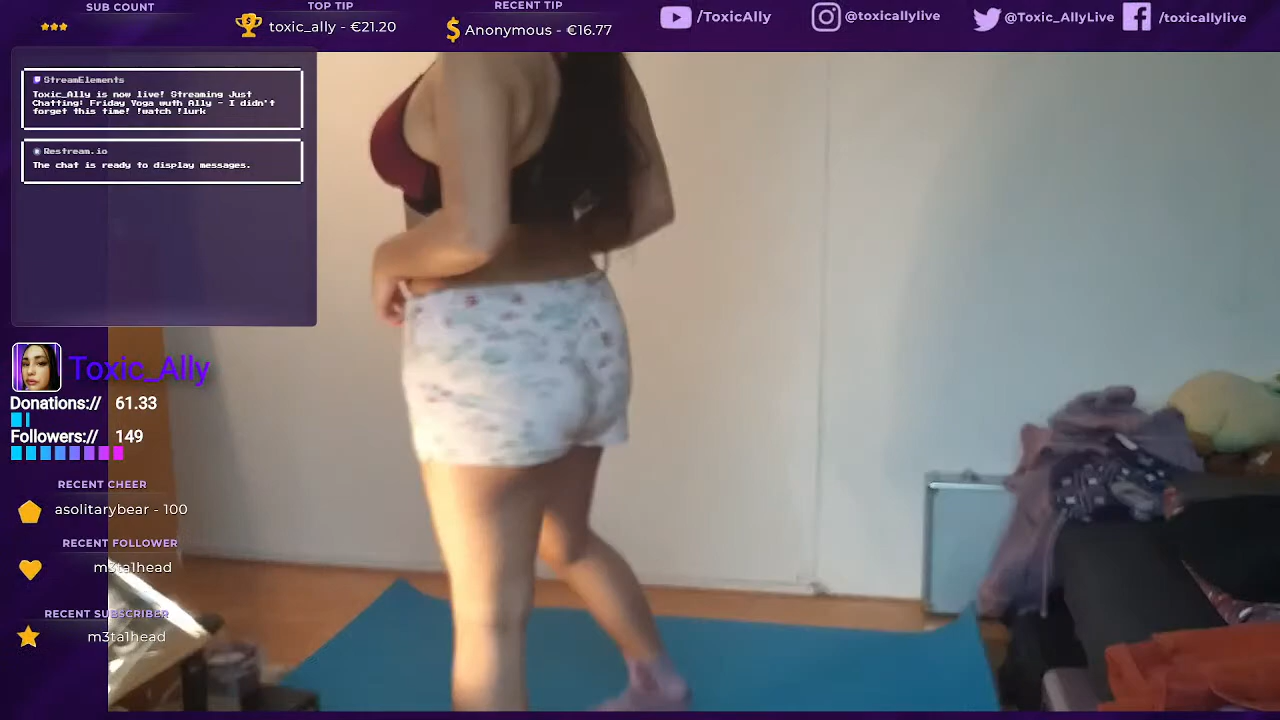 SUB COUNT
TOP TIP
toxic_ally - €21.20
RECENT TIP
Anonymous - €16.77
/ToxicAlly
@toxicallylive
@Toxic_AllyLive
/toxicallylive
StreamElements
Toxic_Ally is now live! Streaming Just
Chatting: Friday Yoga wuth Ally - I didn't
forget this time! !watch !lurk
Restream.io
The chat is ready to display messages.
Toxic_Ally
Donations:// 61.33
Followers:// 149
RECENT CHEER
asolitarybear - 100
RECENT FOLLOWER
m3ta1head
RECENT SUBSCRIBER
m3ta1head